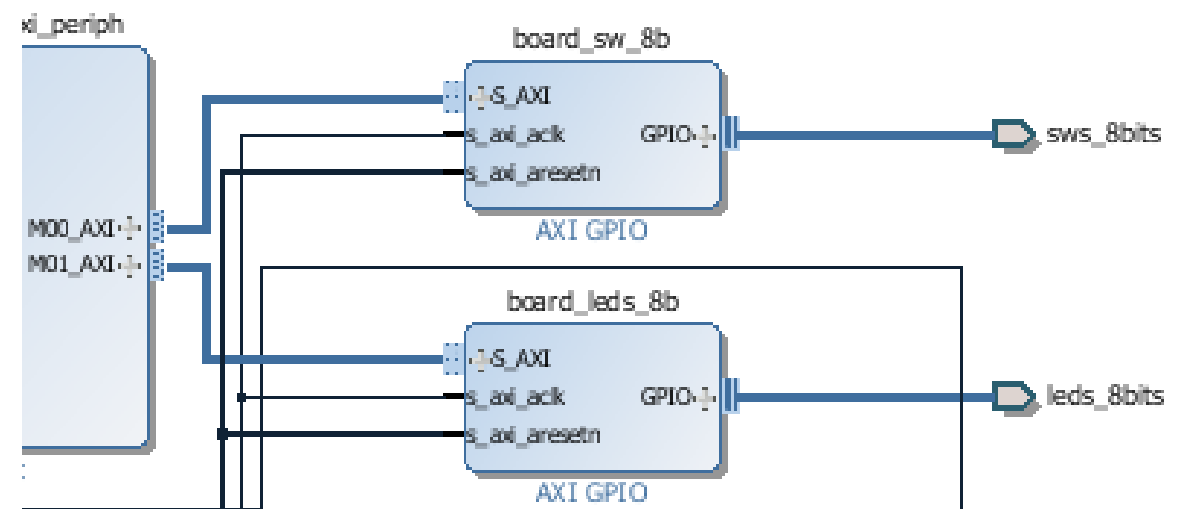 xi_periph
M00_AXI
M01_AXI
board_sw_8b
S_AXI
s_axi_aclk
s_axi_aresetn
GPIO
AXI GPIO
sws_8bits
board_leds_8b
S_AXI
s_axi_aclk
s_axi_aresetn
GPIO
AXI GPIO
leds_8bits